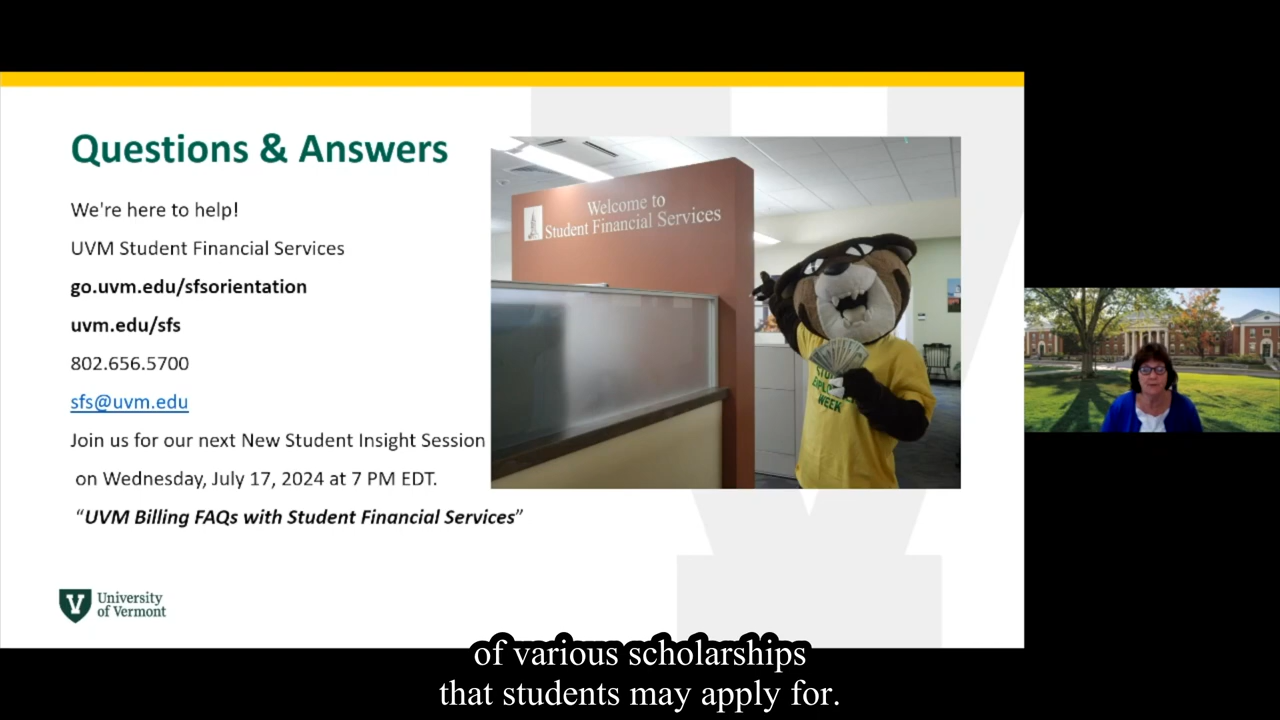 Questions & Answers
We're here to help!
UVM Student Financial Services
go.uvm.edu/sfsorientation
uvm.edu/sfs
802.656.5700
sfs@uvm.edu
Join us for our next New Student Insight Session
on Wednesday, July 17, 2024 at 7 PM EDT.
“UVM Billing FAQs with Student Financial Services”
Welcome to
Student Financial Services
WEEK
University
of Vermont
of various scholarships
that students may apply for.